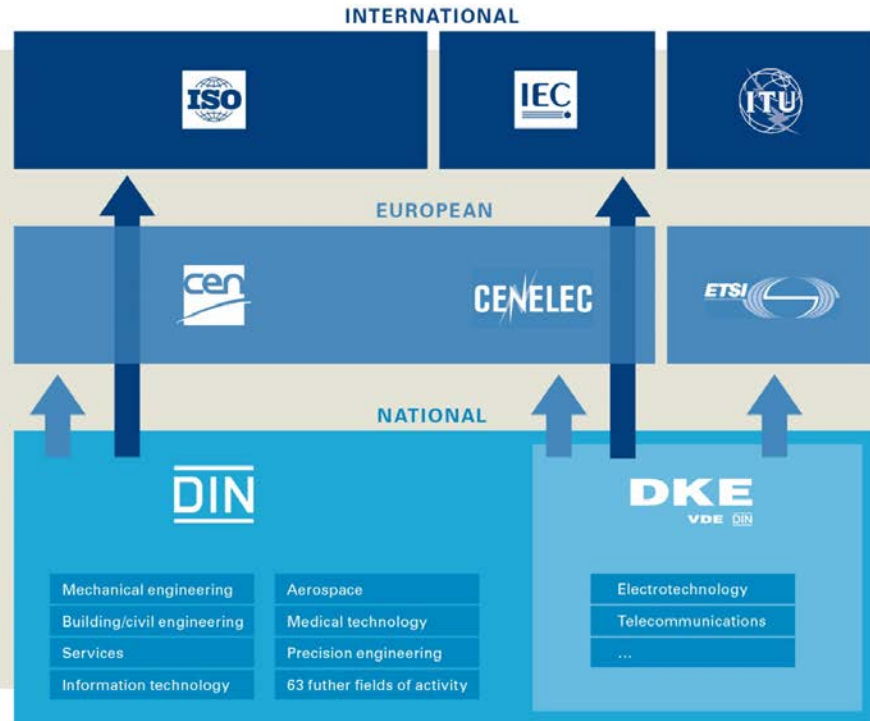 INTERNATIONAL
ISO
IEC
ITU
EUROPEAN
cen
CENELEC
ETSI
NATIONAL
DIN
DKE
VDE DIN
Mechanical engineering
Building/civil engineering
Services
Information technology
Aerospace
Medical technology
Precision engineering
63 futher fields of activity
Electrotechnology
Telecommunications
...